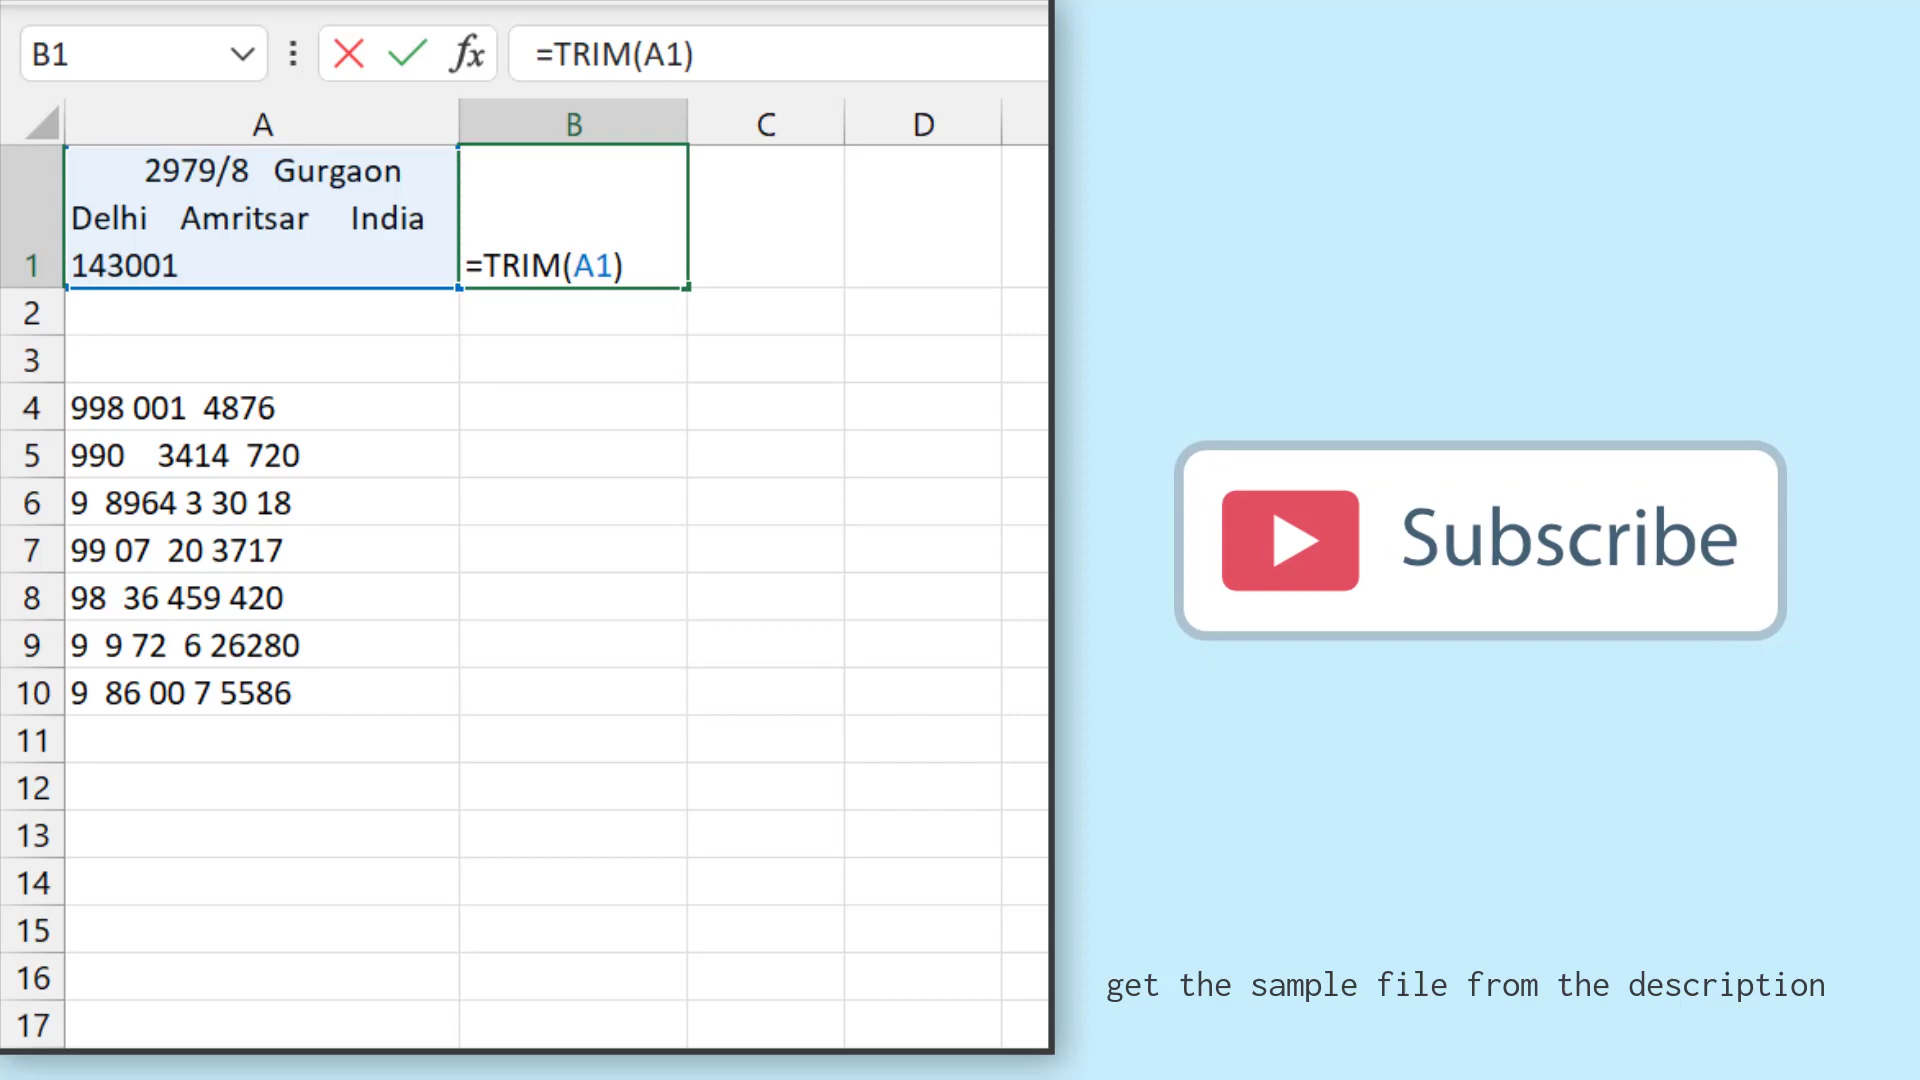 B1 fx =TRIM(A1)
A B C D
2979/8 Gurgaon
Delhi Amritsar India
1 143001 =TRIM(A1)
2
3
4 998 001  4876
5 990    3414  720
6 9  8964 3 30 18
7 99 07  20 3717
8 98  36 459 420
9 9  9 72  6 26280
10 9  86 00 7 5586
11
12
13
14
15
16
17
Subscribe
get the sample file from the description